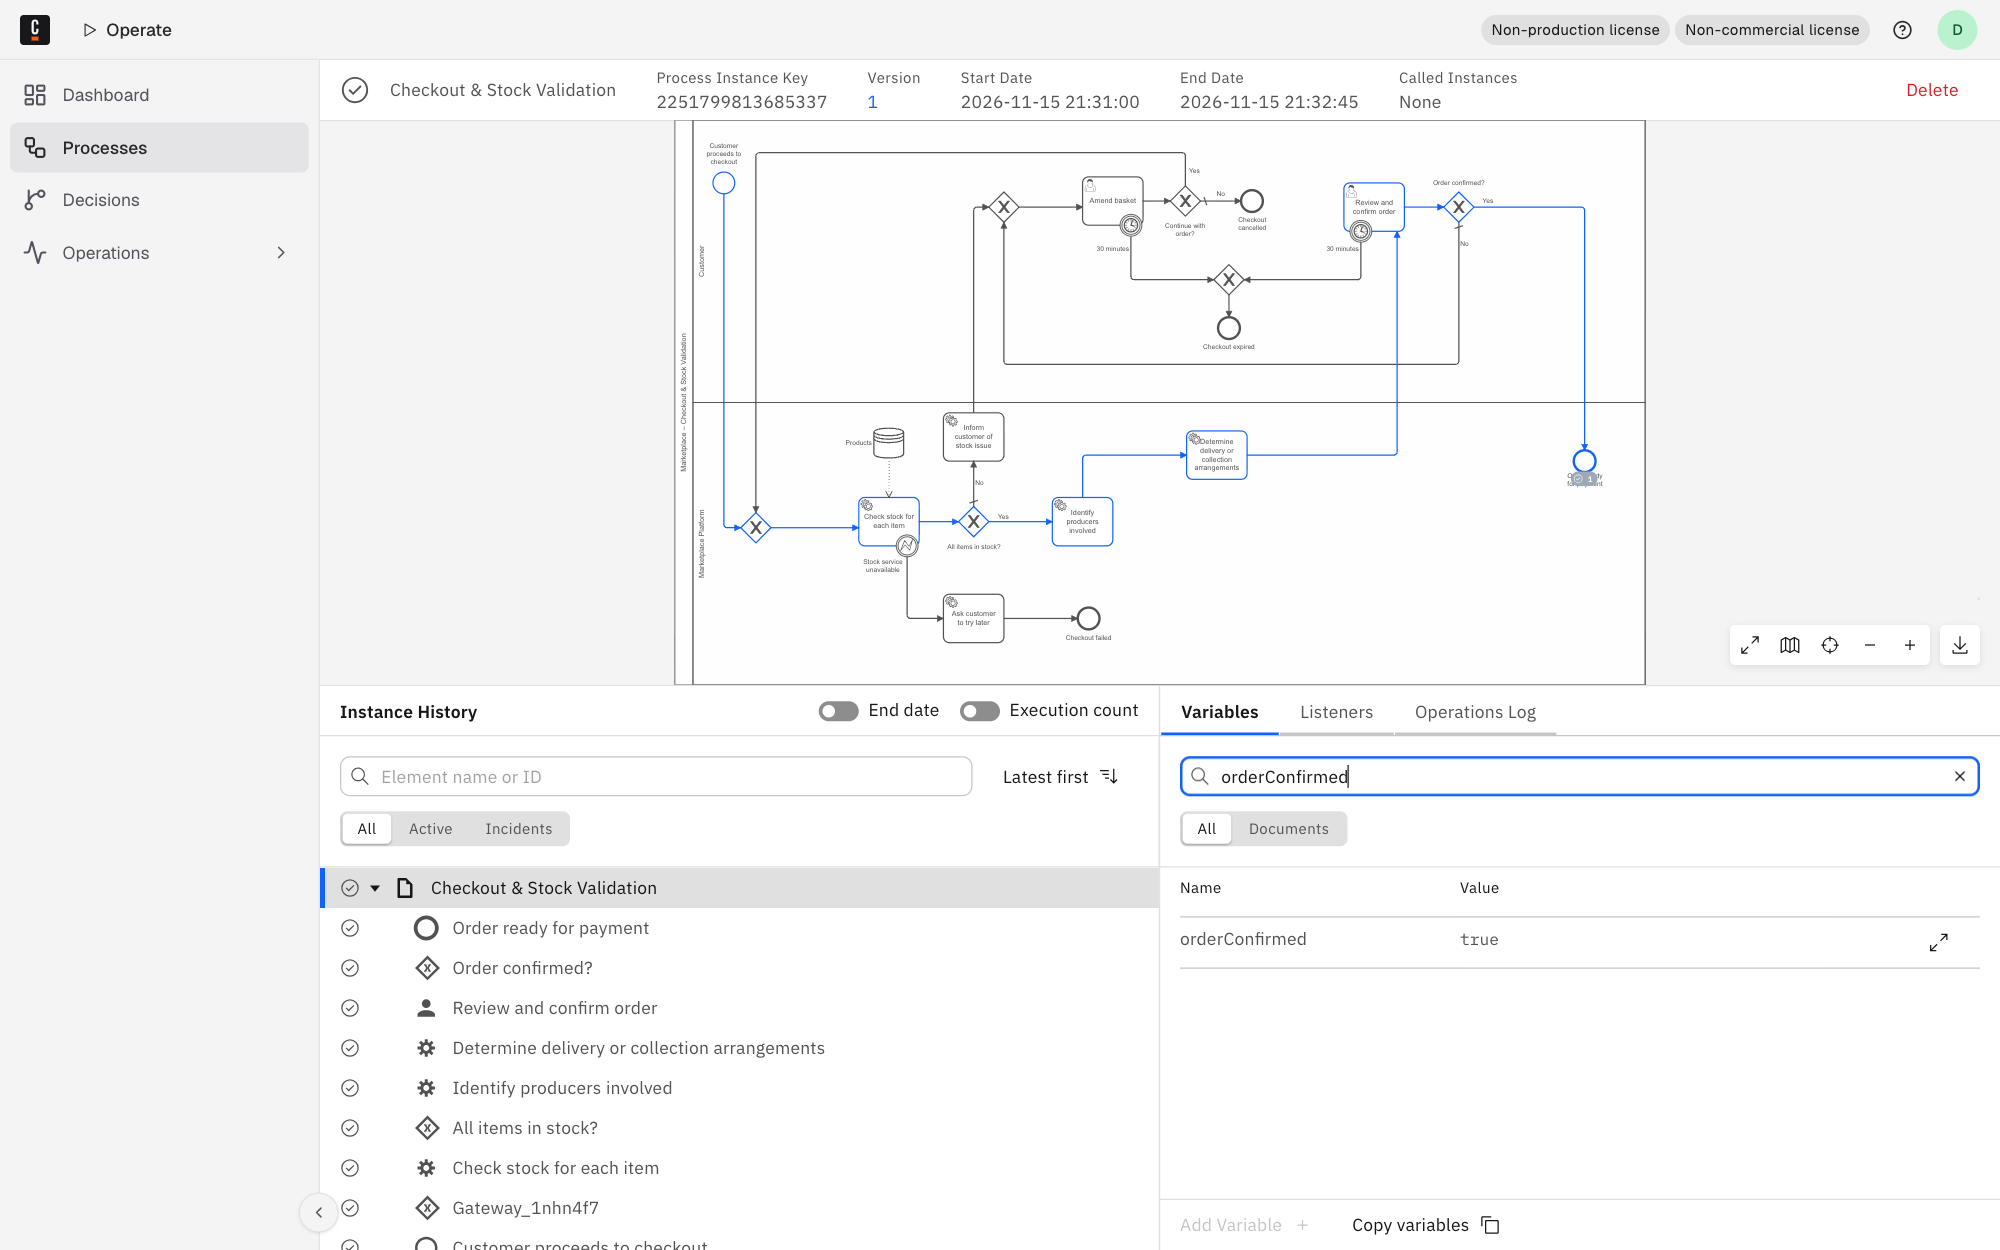 Operate
Non-production license
Non-commercial license
D
Dashboard
Processes
Decisions
Operations
Checkout & Stock Validation
Process Instance Key
2251799813685337
Version
1
Start Date
2026-11-15 21:31:00
End Date
2026-11-15 21:32:45
Called Instances
None
Delete
Marketplace – Checkout & Stock Validation
Customer
Marketplace Platform
Customer
proceeds to
checkout
Amend basket
30 minutes
Yes
No
Continue with
order?
Checkout
cancelled
Review and
confirm order
30 minutes
Order confirmed?
Yes
No
Checkout expired
Products
Inform
customer of
stock issue
No
Check stock for
each item
Stock service
unavailable
All items in stock?
Yes
Identify
producers
involved
Determine
delivery or
collection
arrangements
1
Ask customer
to try later
Checkout failed
Instance History
End date
Execution count
Element name or ID
Latest first
All
Active
Incidents
Checkout & Stock Validation
Order ready for payment
Order confirmed?
Review and confirm order
Determine delivery or collection arrangements
Identify producers involved
All items in stock?
Check stock for each item
Gateway_1nhn4f7
Customer proceeds to checkout
Variables
Listeners
Operations Log
orderConfirmed
All
Documents
Name
Value
orderConfirmed
true
Add Variable
Copy variables